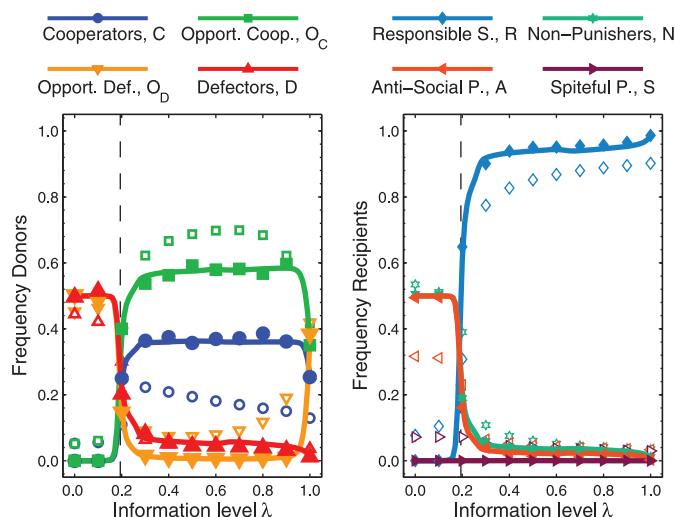 Cooperators, C
Opport. Coop., O_C
Opport. Def., O_D
Defectors, D
Responsible S., R
Non−Punishers, N
Anti−Social P., A
Spiteful P., S
Frequency Donors
1.0
0.8
0.6
0.4
0.2
0.0
0.0 0.2 0.4 0.6 0.8 1.0
Information level λ
Frequency Recipients
1.0
0.8
0.6
0.4
0.2
0.0
0.0 0.2 0.4 0.6 0.8 1.0
Information level λ